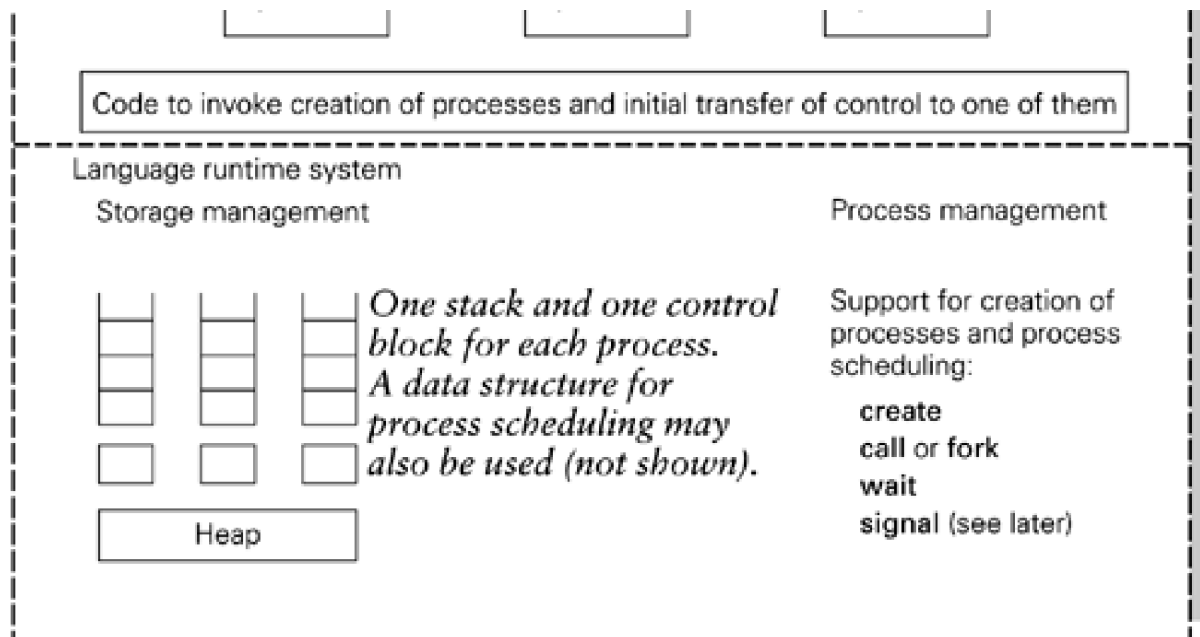 Code to invoke creation of processes and initial transfer of control to one of them
Language runtime system
Storage management
Process management
One stack and one control
block for each process.
A data structure for
process scheduling may
also be used (not shown).
Support for creation of
processes and process
scheduling:
create
call or fork
wait
signal (see later)
Heap